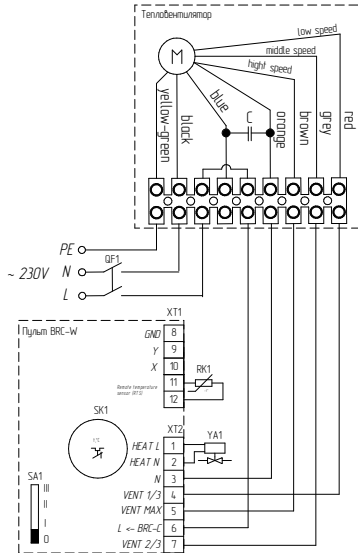 Тепловентилятор
low speed
middle speed
hight speed
M
yellow-green
black
blue
C
orange
brown
grey
red
PE
~ 230V N
QF1
L
Пульт BRC-W
XT1
GND 8
Y 9
X 10
Remote temperature
sensor (RTS)
11
12
RK1
SK1
t,°C
XT2
HEAT L 1
HEAT N 2
YA1
N 3
VENT 1/3 4
VENT MAX 5
L <- BRC-C 6
VENT 2/3 7
SA1
III
II
I
0